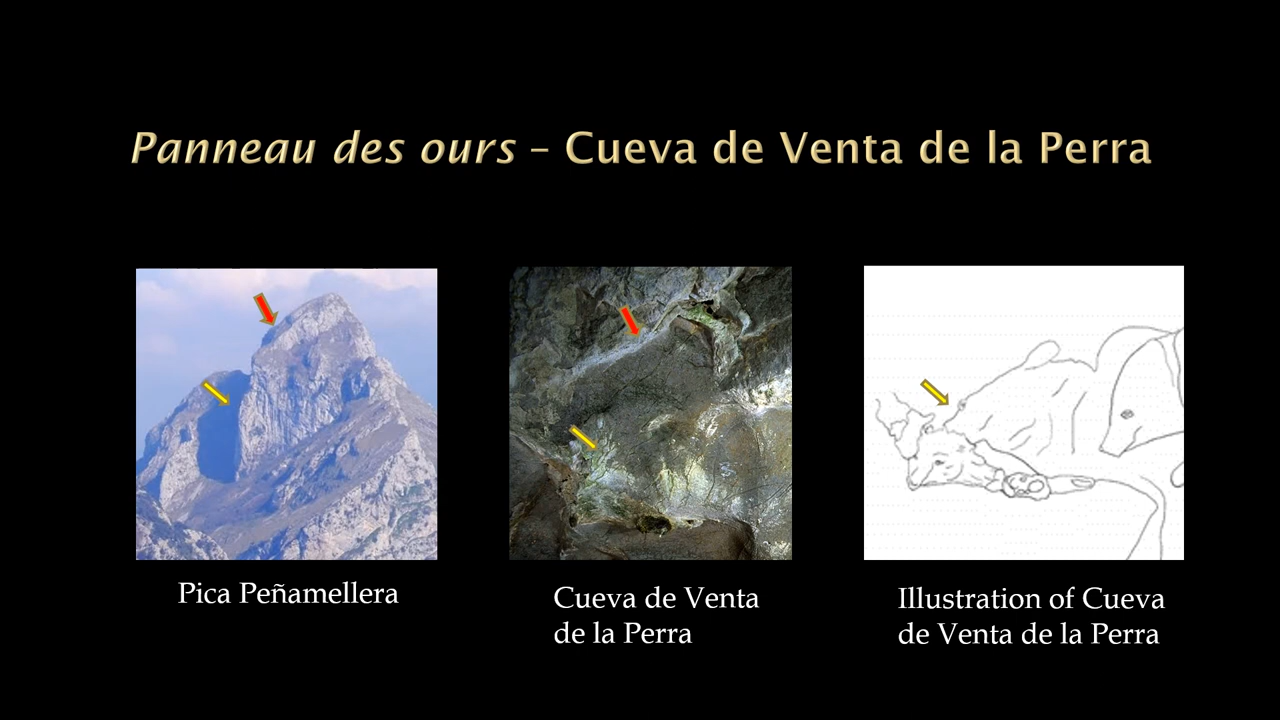 Panneau des ours – Cueva de Venta de la Perra
Pica Peñamellera
Cueva de Venta
de la Perra
Illustration of Cueva
de Venta de la Perra